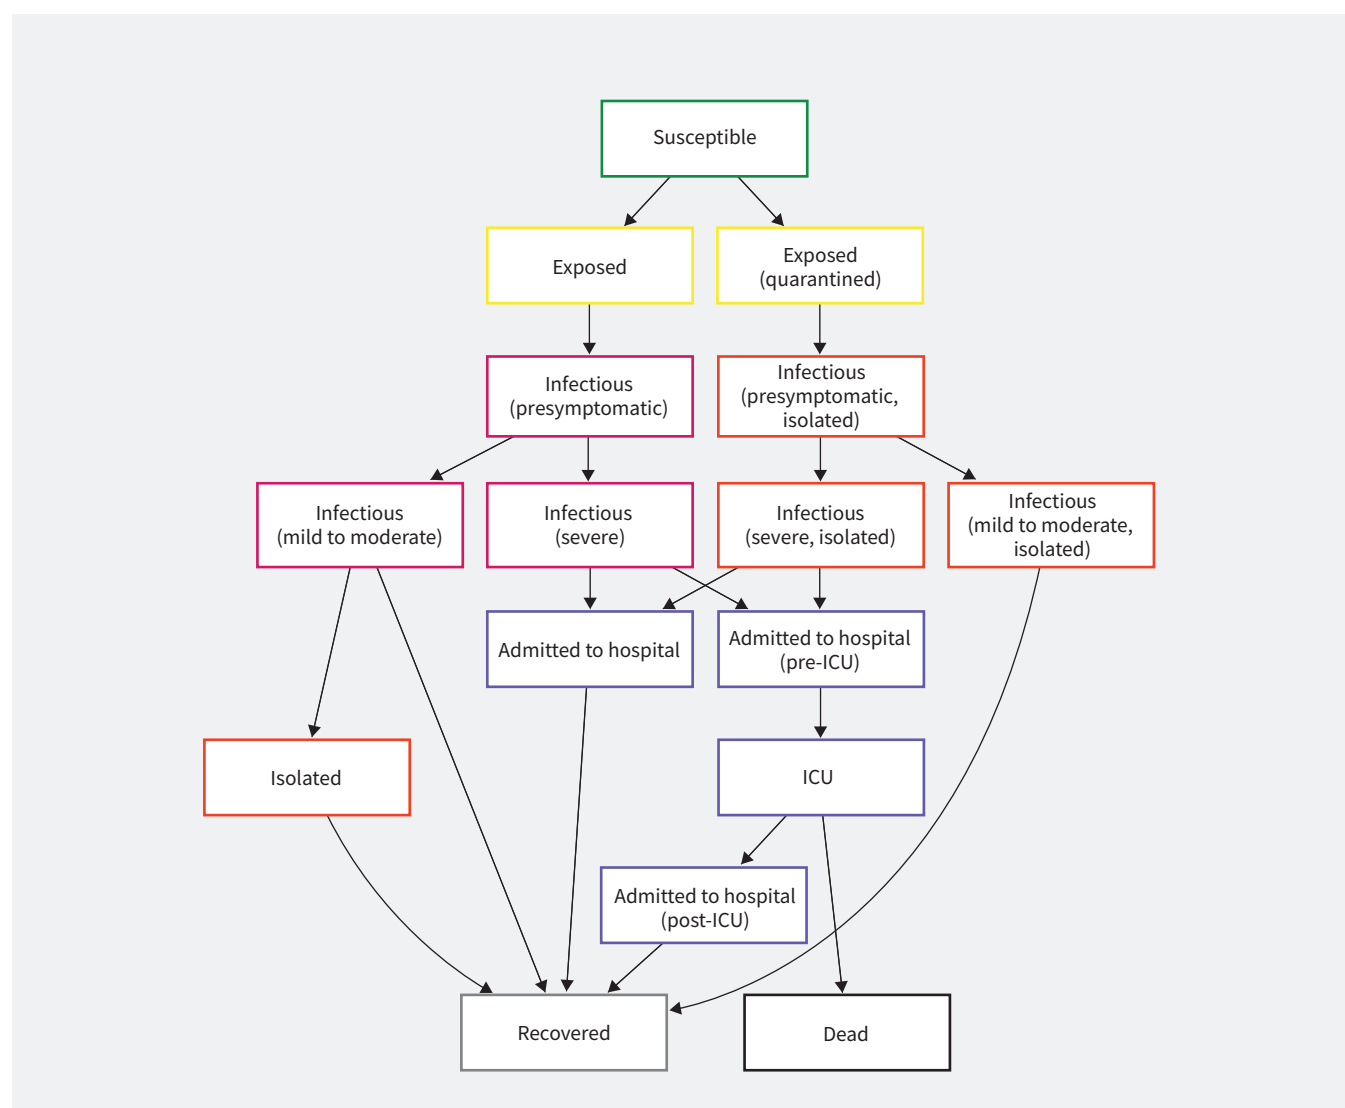 Susceptible
Exposed
Exposed
(quarantined)
Infectious
(presymptomatic)
Infectious
(presymptomatic,
isolated)
Infectious
(mild to moderate)
Infectious
(severe)
Infectious
(severe, isolated)
Infectious
(mild to moderate,
isolated)
Admitted to hospital
Admitted to hospital
(pre-ICU)
Isolated
ICU
Admitted to hospital
(post-ICU)
Recovered
Dead